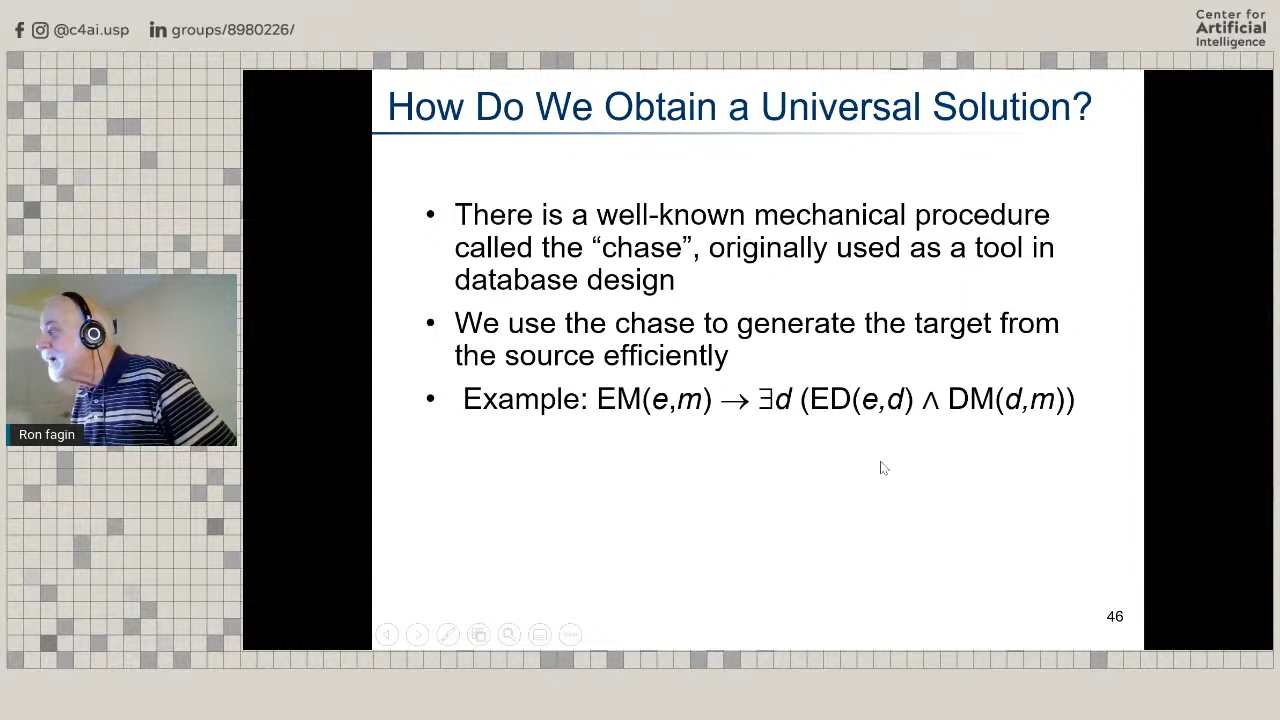 @c4ai.usp groups/8980226/
Center for
Artificial
Intelligence
How Do We Obtain a Universal Solution?
• There is a well-known mechanical procedure
called the “chase”, originally used as a tool in
database design
• We use the chase to generate the target from
the source efficiently
• Example: EM(e,m) → ∃d (ED(e,d) ∧ DM(d,m))
Ron fagin
46